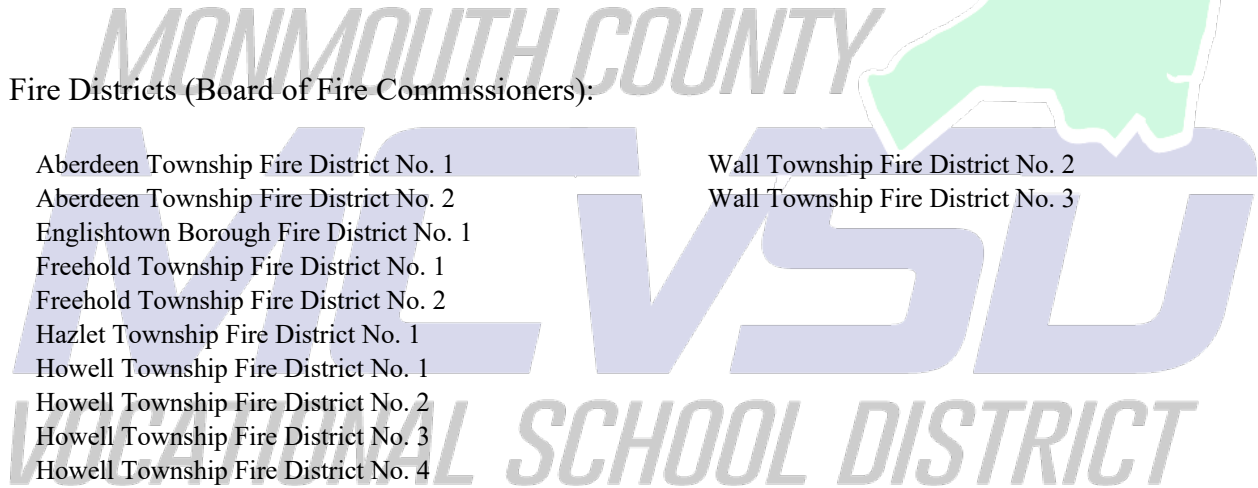 MONMOUTH COUNTY
Fire Districts (Board of Fire Commissioners):
MCVSD
Aberdeen Township Fire District No. 1
Aberdeen Township Fire District No. 2
Englishtown Borough Fire District No. 1
Freehold Township Fire District No. 1
Freehold Township Fire District No. 2
Hazlet Township Fire District No. 1
Howell Township Fire District No. 1
Howell Township Fire District No. 2
Howell Township Fire District No. 3
Howell Township Fire District No. 4
Wall Township Fire District No. 2
Wall Township Fire District No. 3
VOCATIONAL SCHOOL DISTRICT